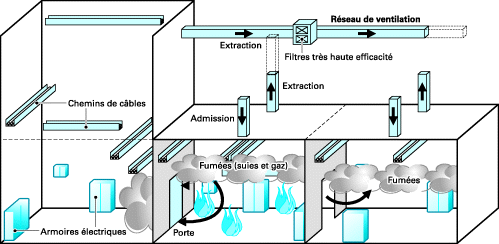 Réseau de ventilation
Extraction
Filtres très haute efficacité
Extraction
Chemins de câbles
Admission
Fumées (suies et gaz)
Fumées
Armoires électriques
Porte